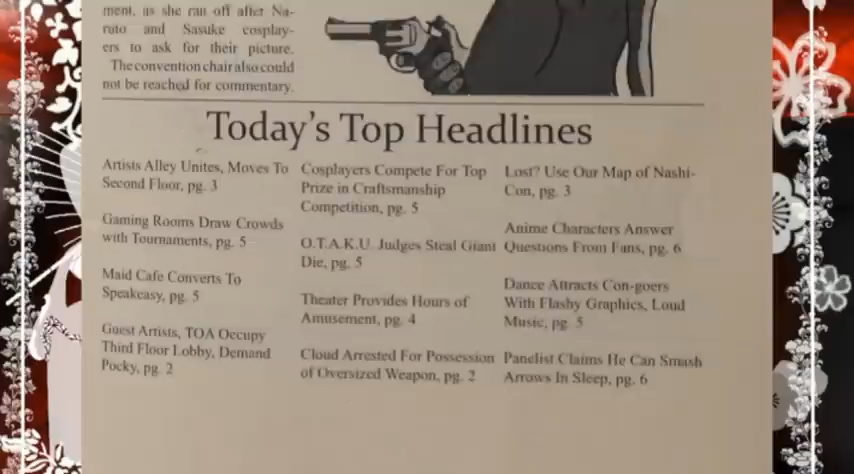 ment, as she ran off after Na-
ruto and Sasuke cosplay-
ers to ask for their picture.
The convention chair also could
not be reached for commentary.
Today's Top Headlines
Artists Alley Unites, Moves To
Second Floor, pg. 3
Gaming Rooms Draw Crowds
with Tournaments, pg. 5
Maid Cafe Converts To
Speakeasy, pg. 5
Guest Artists, TOA Occupy
Third Floor Lobby, Demand
Pocky, pg. 2
Cosplayers Compete For Top
Prize in Craftsmanship
Competition, pg. 5
O.T.A.K.U. Judges Steal Giant
Die, pg. 5
Theater Provides Hours of
Amusement, pg. 4
Cloud Arrested For Possession
of Oversized Weapon, pg. 2
Lost? Use Our Map of Nashi-
Con, pg. 3
Anime Characters Answer
Questions From Fans, pg. 6
Dance Attracts Con-goers
With Flashy Graphics, Loud
Music, pg. 5
Panelist Claims He Can Smash
Arrows In Sleep, pg. 6